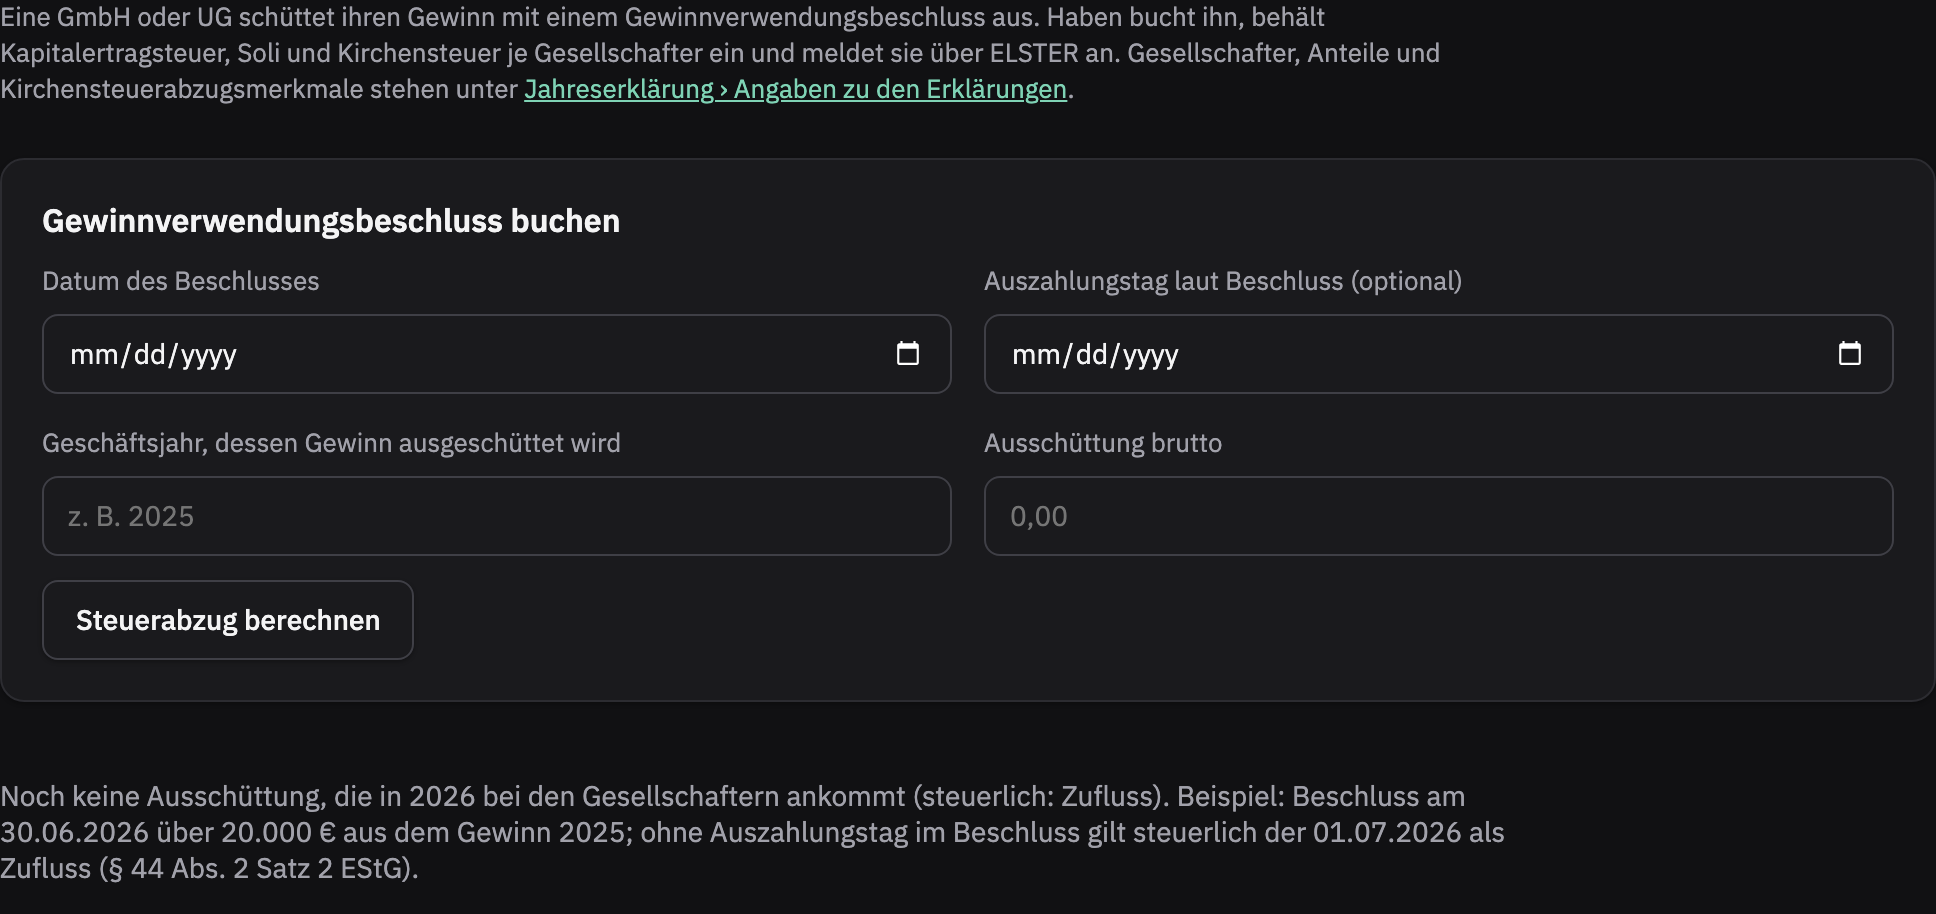 Eine GmbH oder UG schüttet ihren Gewinn mit einem Gewinnverwendungsbeschluss aus. Haben bucht ihn, behält
Kapitalertragsteuer, Soli und Kirchensteuer je Gesellschafter ein und meldet sie über ELSTER an. Gesellschafter, Anteile und
Kirchensteuerabzugsmerkmale stehen unter Jahreserklärung › Angaben zu den Erklärungen.
Gewinnverwendungsbeschluss buchen
Datum des Beschlusses
Auszahlungstag laut Beschluss (optional)
mm/dd/yyyy
mm/dd/yyyy
Geschäftsjahr, dessen Gewinn ausgeschüttet wird
Ausschüttung brutto
z. B. 2025
0,00
Steuerabzug berechnen
Noch keine Ausschüttung, die in 2026 bei den Gesellschaftern ankommt (steuerlich: Zufluss). Beispiel: Beschluss am
30.06.2026 über 20.000 € aus dem Gewinn 2025; ohne Auszahlungstag im Beschluss gilt steuerlich der 01.07.2026 als
Zufluss (§ 44 Abs. 2 Satz 2 EStG).